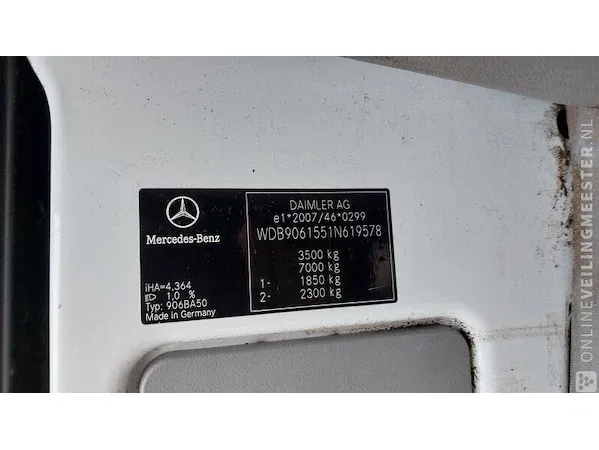 DAIMLER AG
e1*2007/46*0299
WDB9061551N619578
3500 kg
7000 kg
1- 1850 kg
2- 2300 kg
Mercedes-Benz
iHA=4,364
1,0 %
Typ: 906BA50
Made in Germany
ONLINEVEILINGMEESTER.NL